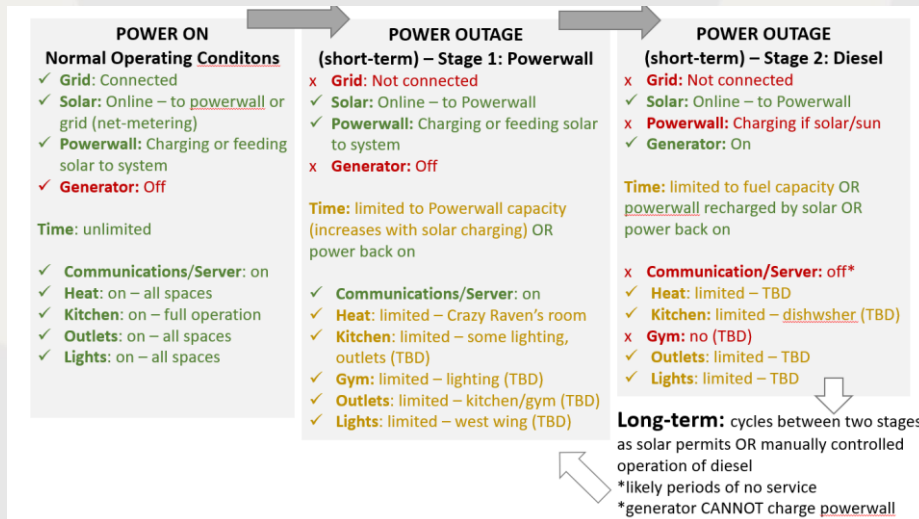 POWER ON
Normal Operating Conditons
✓ Grid: Connected
✓ Solar: Online – to powerwall or
grid (net-metering)
✓ Powerwall: Charging or feeding
solar to system
✓ Generator: Off
Time: unlimited
✓ Communications/Server: on
✓ Heat: on – all spaces
✓ Kitchen: on – full operation
✓ Outlets: on – all spaces
✓ Lights: on – all spaces
POWER OUTAGE
(short-term) – Stage 1: Powerwall
x Grid: Not connected
✓ Solar: Online – to Powerwall
✓ Powerwall: Charging or feeding solar
to system
x Generator: Off
Time: limited to Powerwall capacity
(increases with solar charging) OR
power back on
✓ Communications/Server: on
✓ Heat: limited – Crazy Raven's room
✓ Kitchen: limited – some lighting,
outlets (TBD)
✓ Gym: limited – lighting (TBD)
✓ Outlets: limited – kitchen/gym (TBD)
✓ Lights: limited – west wing (TBD)
POWER OUTAGE
(short-term) – Stage 2: Diesel
x Grid: Not connected
✓ Solar: Online – to Powerwall
x Powerwall: Charging if solar/sun
✓ Generator: On
Time: limited to fuel capacity OR
powerwall recharged by solar OR
power back on
x Communication/Server: off*
✓ Heat: limited – TBD
✓ Kitchen: limited – dishwsher (TBD)
x Gym: no (TBD)
✓ Outlets: limited – TBD
✓ Lights: limited – TBD
Long-term: cycles between two stages
as solar permits OR manually controlled
operation of diesel
*likely periods of no service
*generator CANNOT charge powerwall